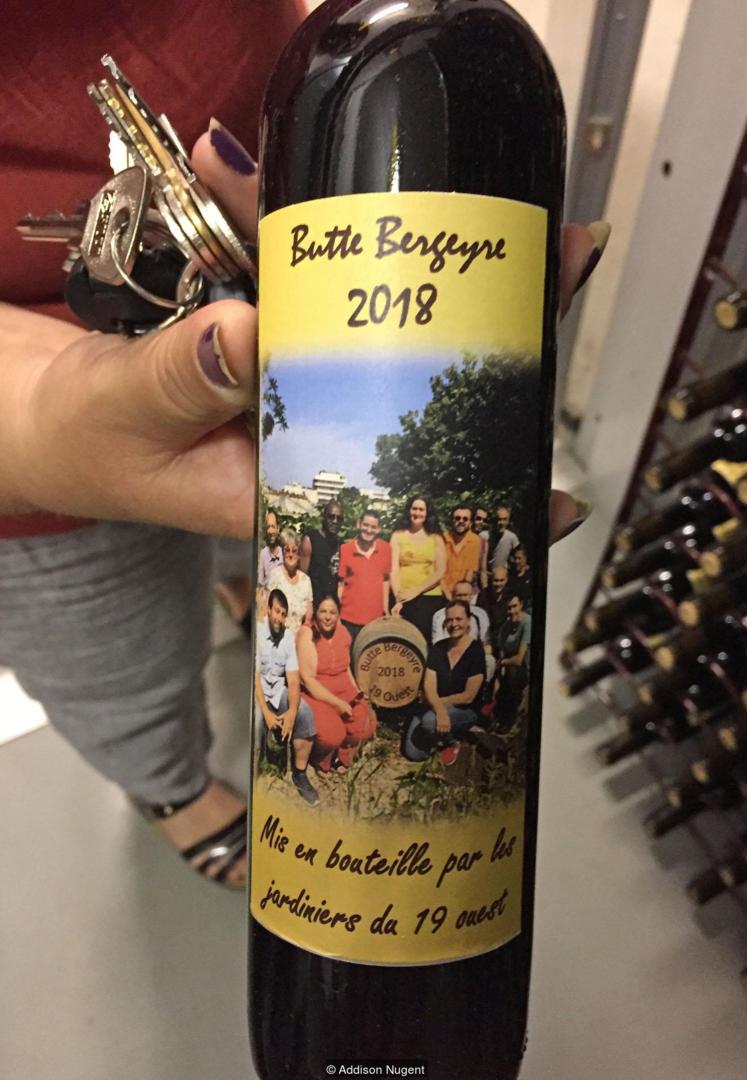 Butte Bergeyre
2018
Butte Bergeyre
2018
19 Ouest
Mis en bouteille par les
jardiniers du 19 ouest
© Addison Nugent